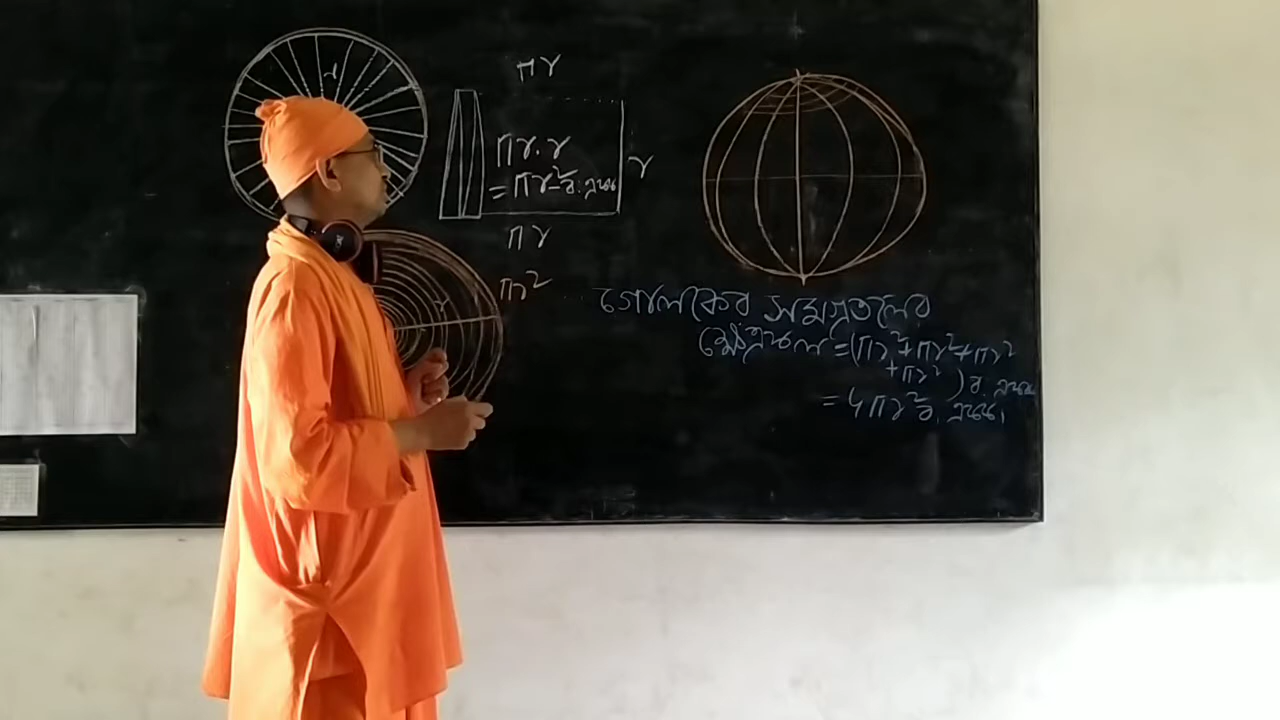 r
πr
πr.r
= πr² ব. একক
r
πr
πr²
r
গোলকের সমগ্রতলের
ক্ষেত্রফল = (πr² + πr² + πr²
+ πr²) ব. একক
= 4πr² ব. একক।